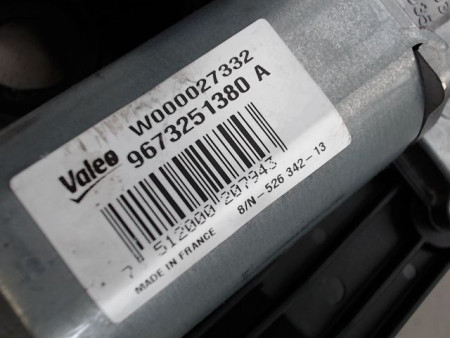 Valeo
W000027332
9673251380 A
7 512000 207943
MADE IN FRANCE
B/N - 526 342 - 13